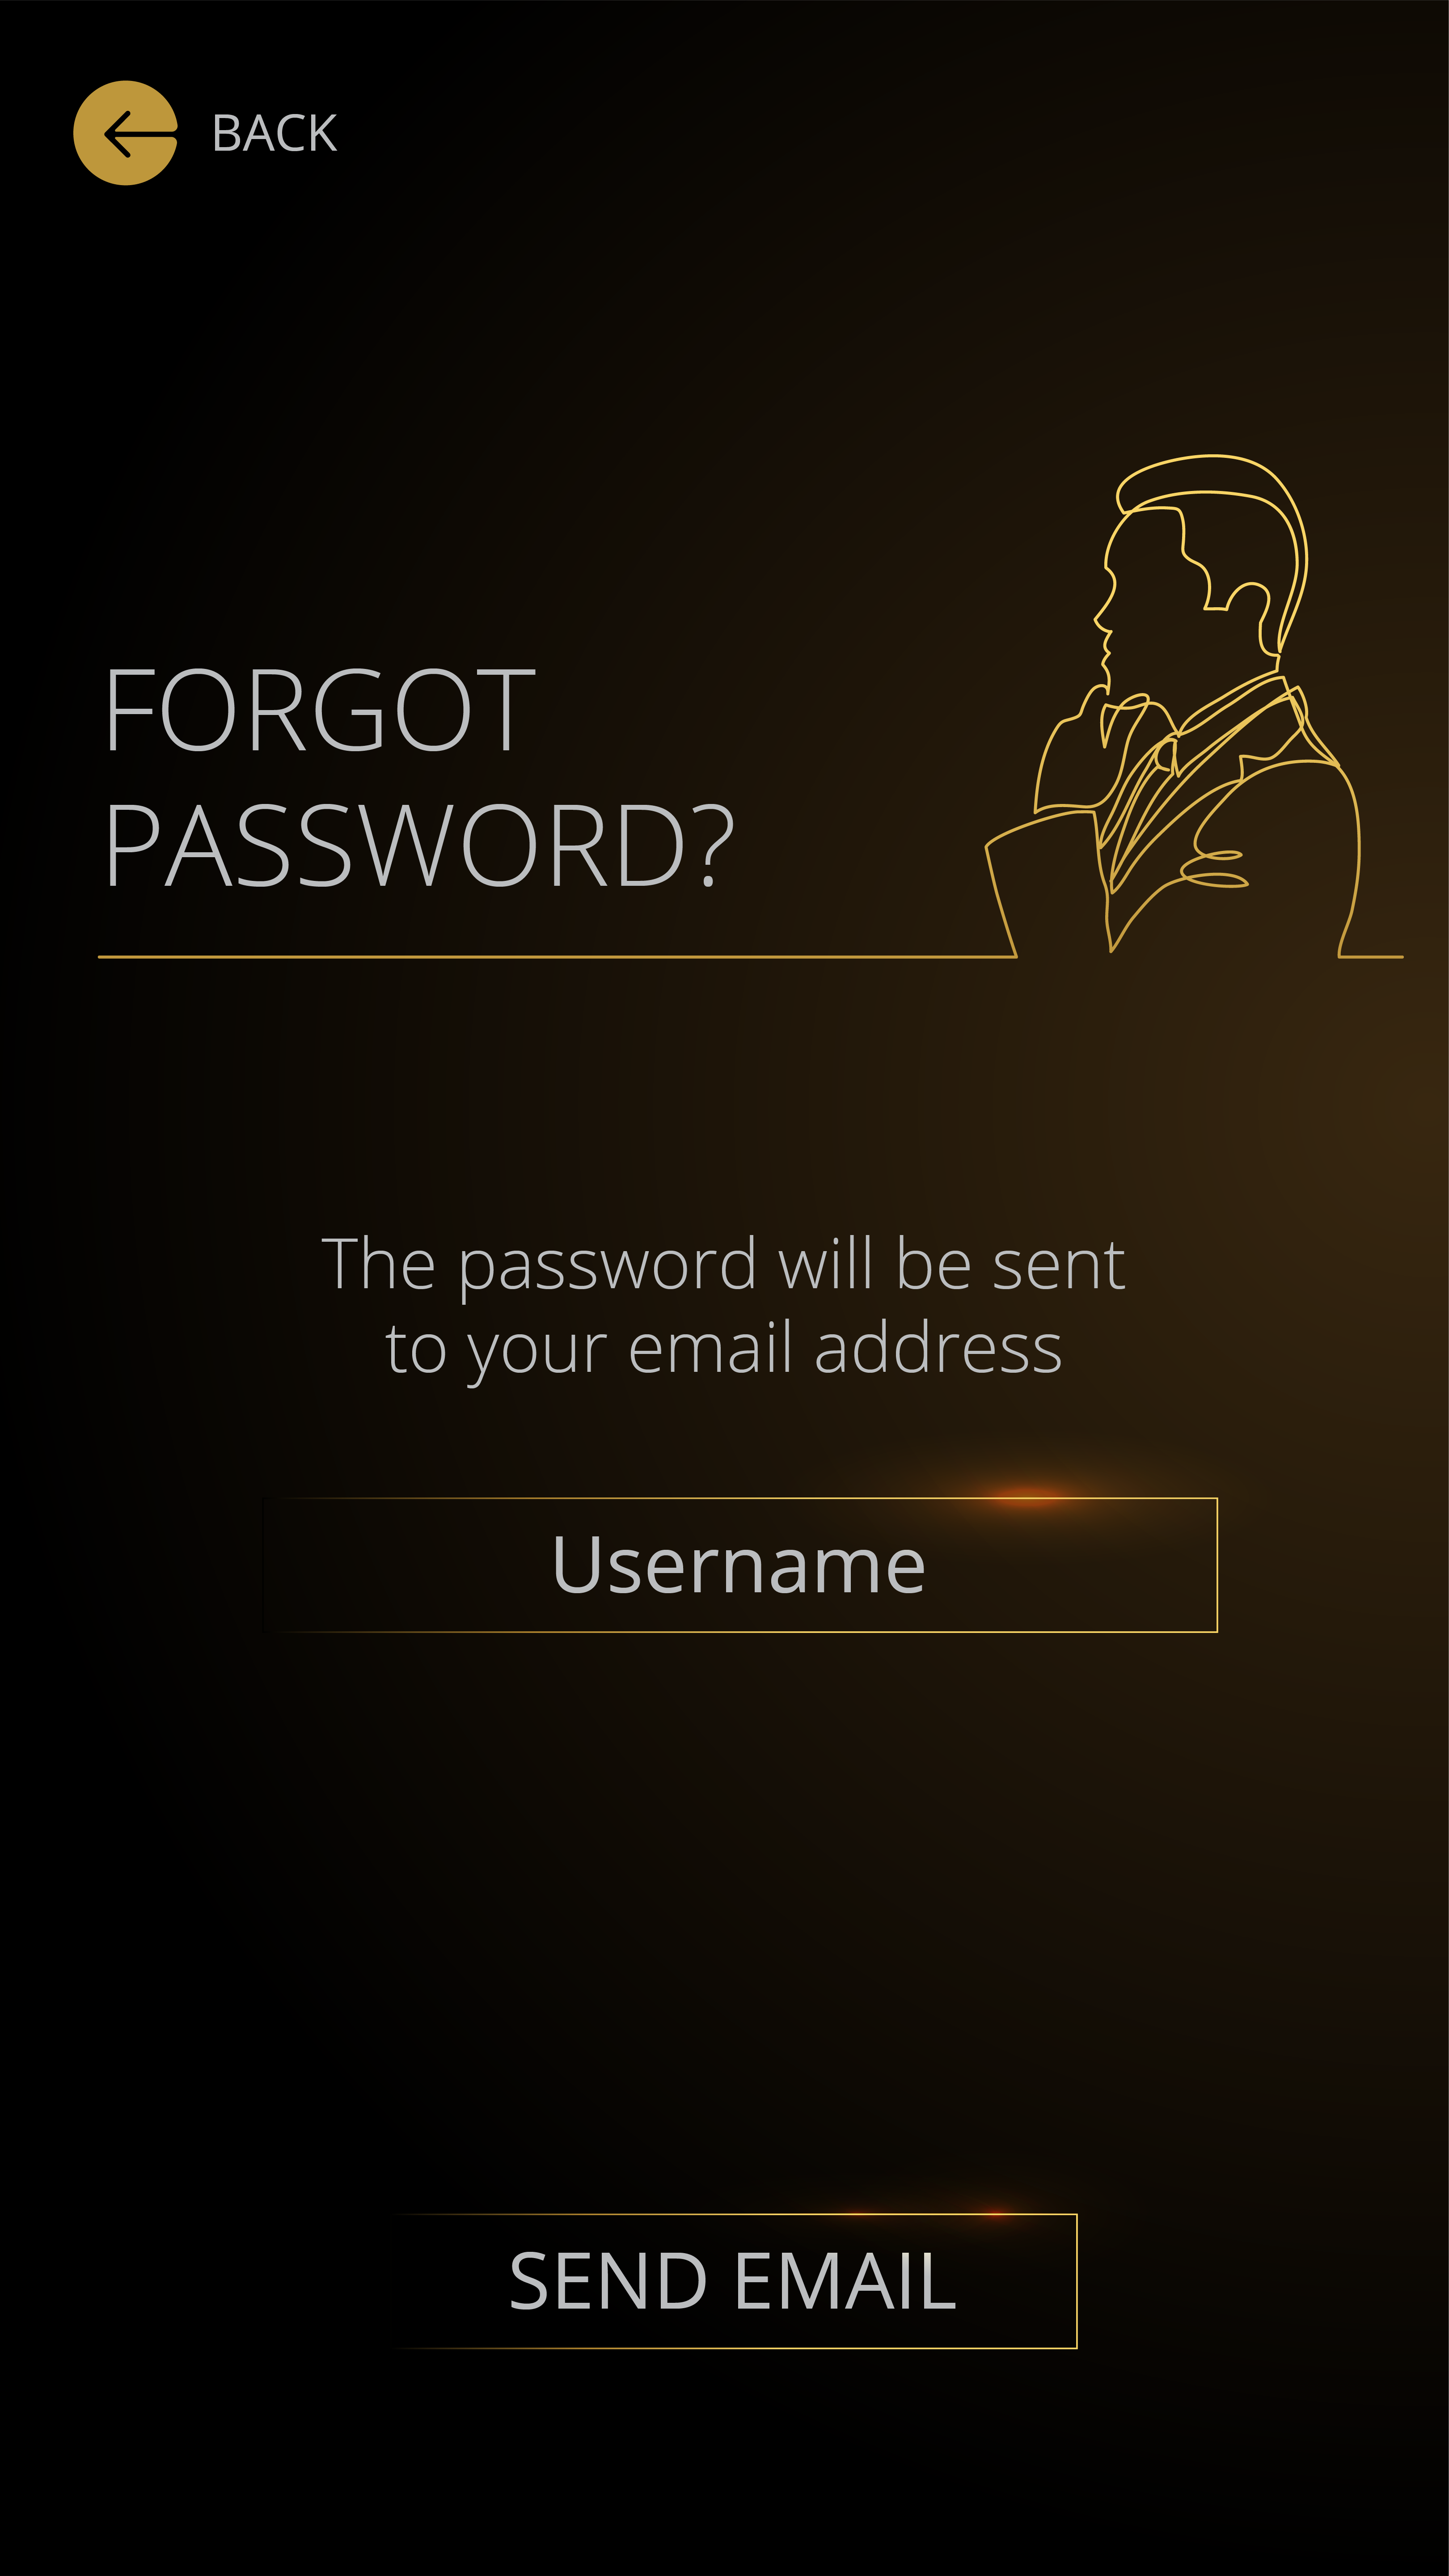 BACK
FORGOT
PASSWORD?
The password will be sent
to your email address
Username
SEND EMAIL